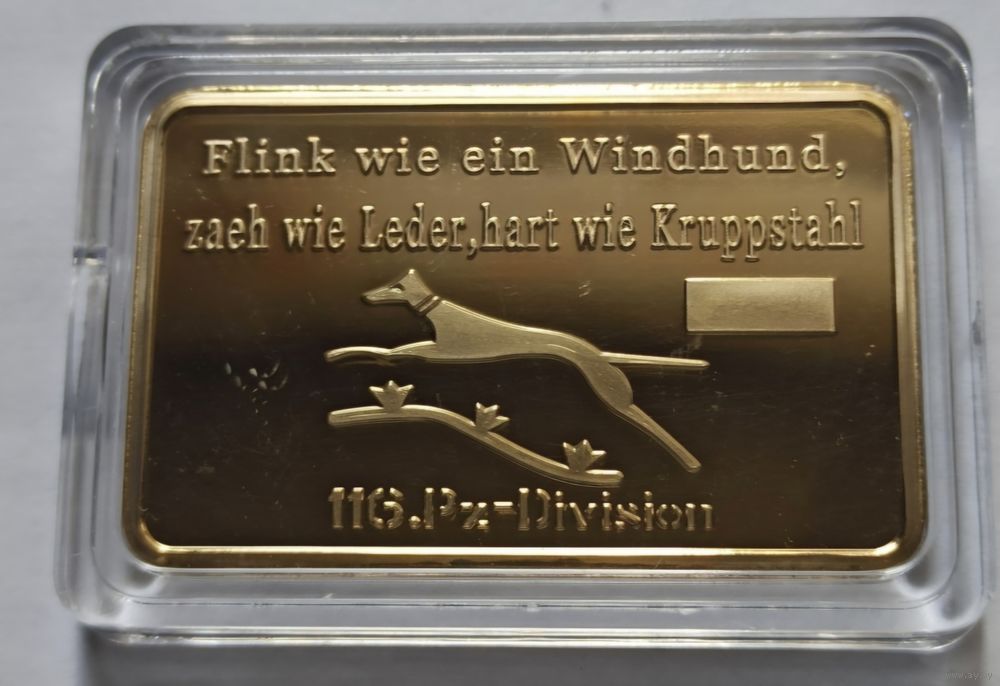 Flink wie ein Windhund,
zaeh wie Leder,hart wie Kruppstahl
116.Pz-Division